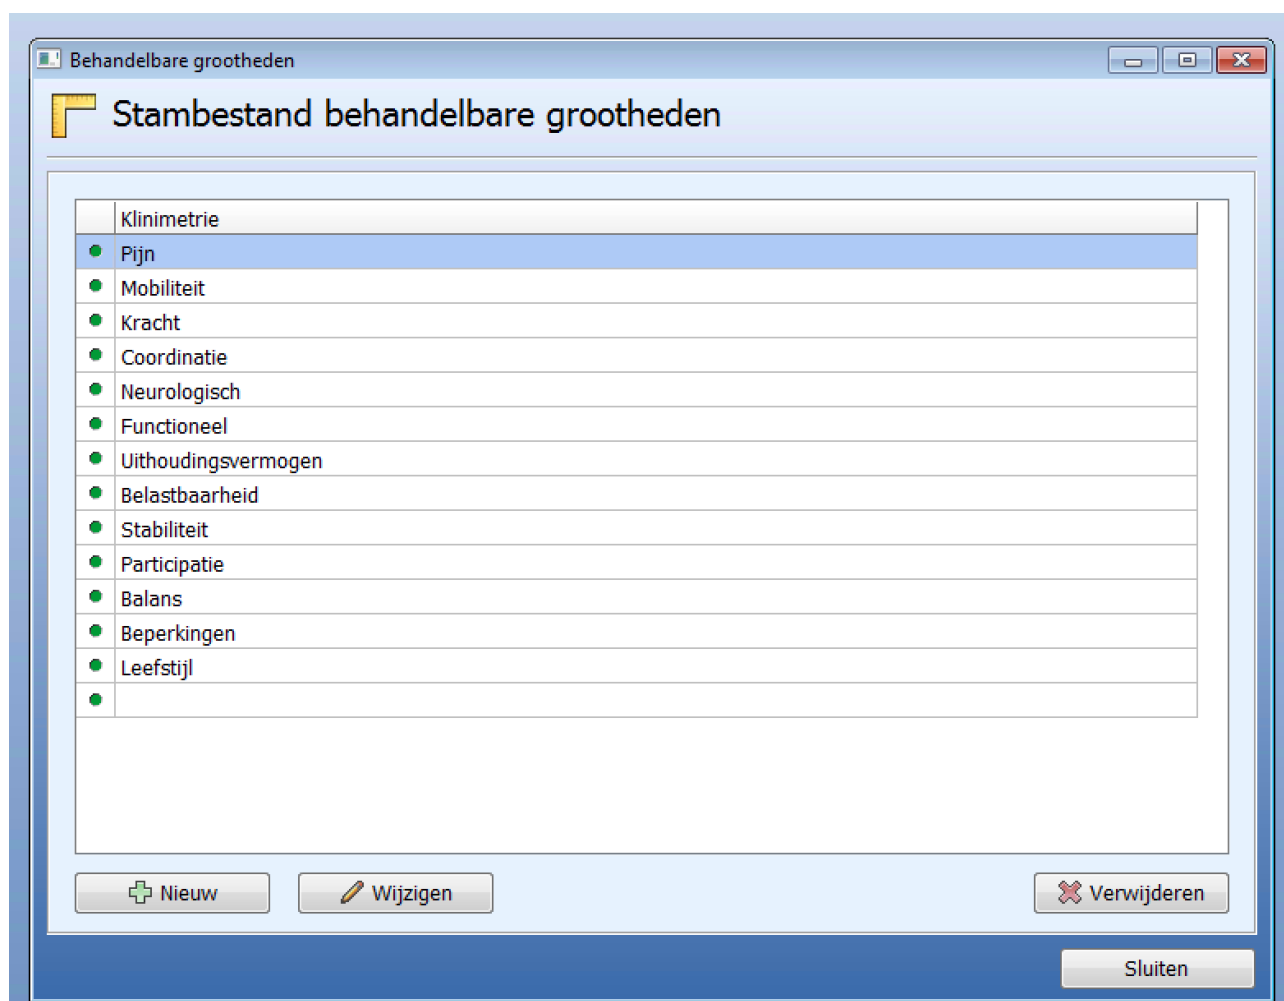 Behandelbare grootheden
Stambestand behandelbare grootheden
Klinimetrie
Pijn
Mobiliteit
Kracht
Coordinatie
Neurologisch
Functioneel
Uithoudingsvermogen
Belastbaarheid
Stabiliteit
Participatie
Balans
Beperkingen
Leefstijl
Nieuw
Wijzigen
Verwijderen
Sluiten